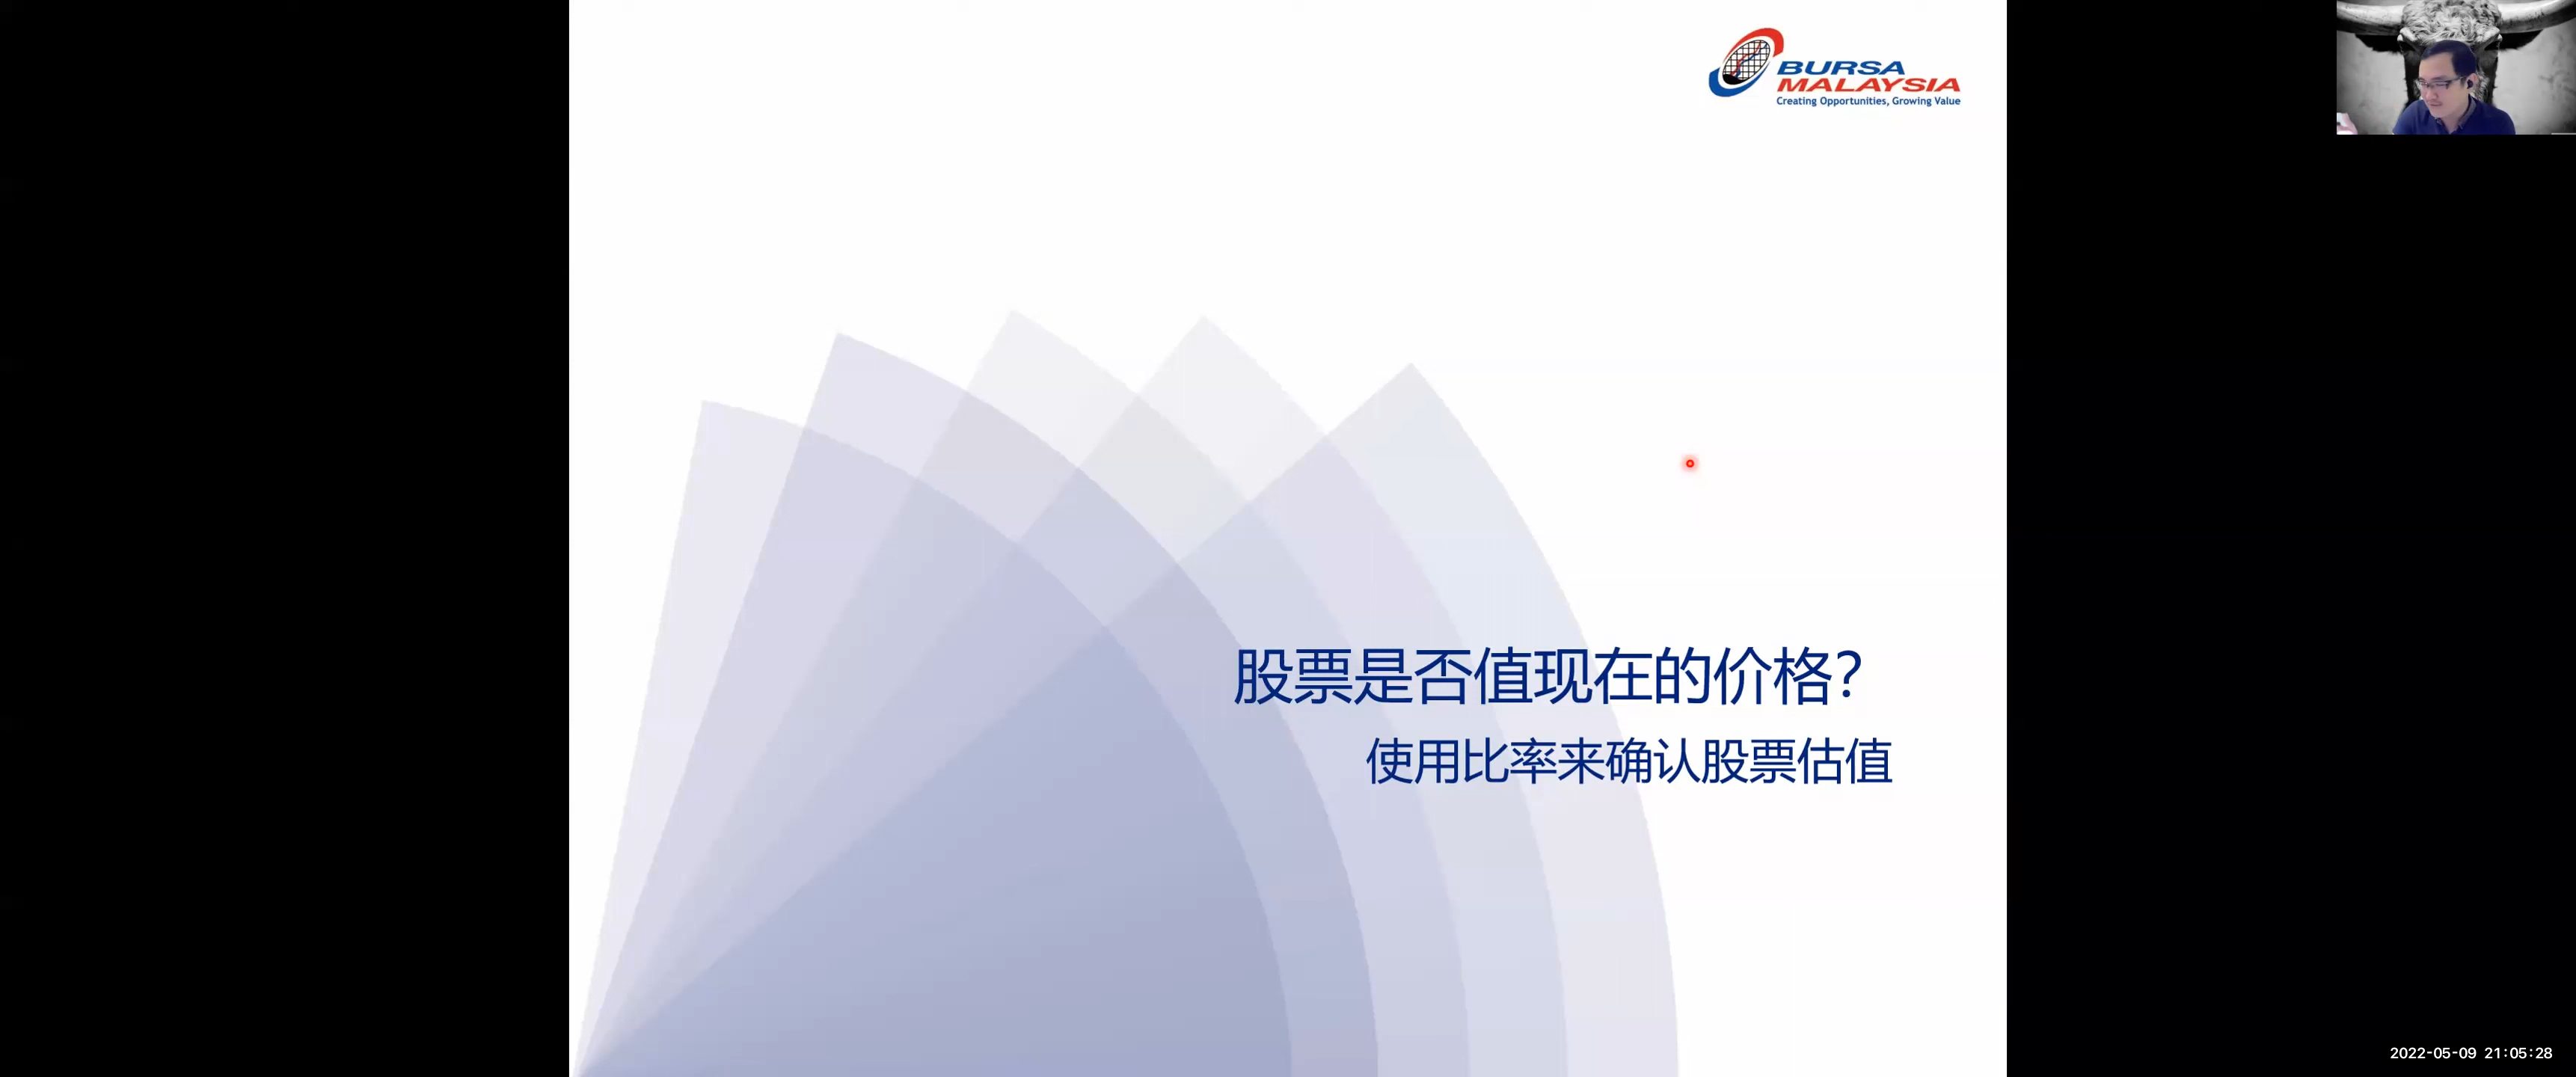 BURSA
MALAYSIA
Creating Opportunities, Growing Value
股票是否值现在的价格？
使用比率来确认股票估值
2022-05-09 21:05:28